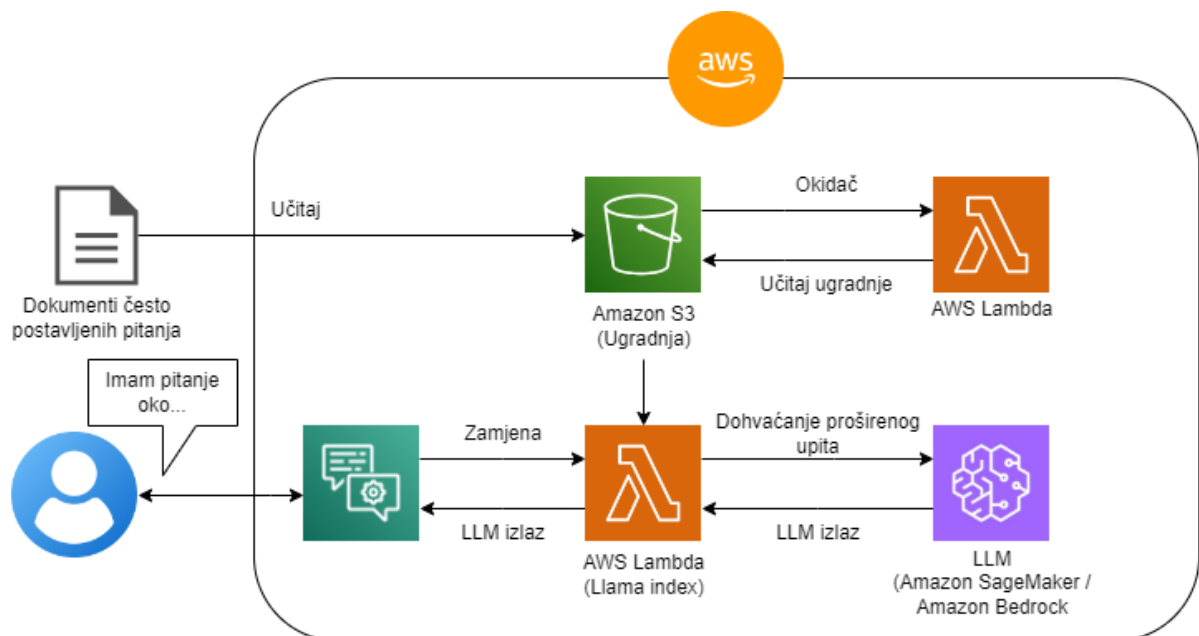 aws
Učitaj
Okidač
Učitaj ugradnje
Dokumenti često
postavljenih pitanja
Amazon S3
(Ugradnja)
AWS Lambda
Imam pitanje
oko...
Zamjena
LLM izlaz
Dohvaćanje proširenog
upita
LLM izlaz
AWS Lambda
(Llama index)
LLM
(Amazon SageMaker /
Amazon Bedrock